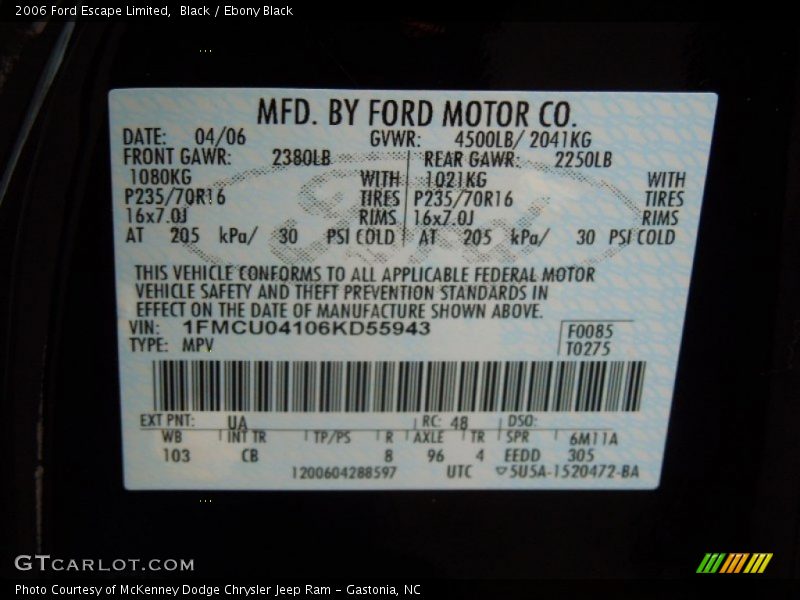 2006 Ford Escape Limited,  Black / Ebony Black
MFD. BY FORD MOTOR CO.
DATE: 04/06 GVWR: 4500LB/ 2041KG
FRONT GAWR: 2380LB REAR GAWR: 2250LB
1080KG WITH 1021KG WITH
P235/70R16 TIRES P235/70R16 TIRES
16x7.0J RIMS 16x7.0J RIMS
AT 205 kPa/ 30 PSI COLD AT 205 kPa/ 30 PSI COLD
THIS VEHICLE CONFORMS TO ALL APPLICABLE FEDERAL MOTOR
VEHICLE SAFETY AND THEFT PREVENTION STANDARDS IN
EFFECT ON THE DATE OF MANUFACTURE SHOWN ABOVE.
VIN: 1FMCU04106KD55943 F0085
TYPE: MPV T0275
EXT PNT: UA RC: 48 DSO:
WB INT TR TP/PS R AXLE TR SPR 6M11A
103 CB 8 96 4 EEDD 305
1200604288597 UTC 5U5A-1520472-BA
GTCARLOT.COM
Photo Courtesy of McKenney Dodge Chrysler Jeep Ram - Gastonia, NC